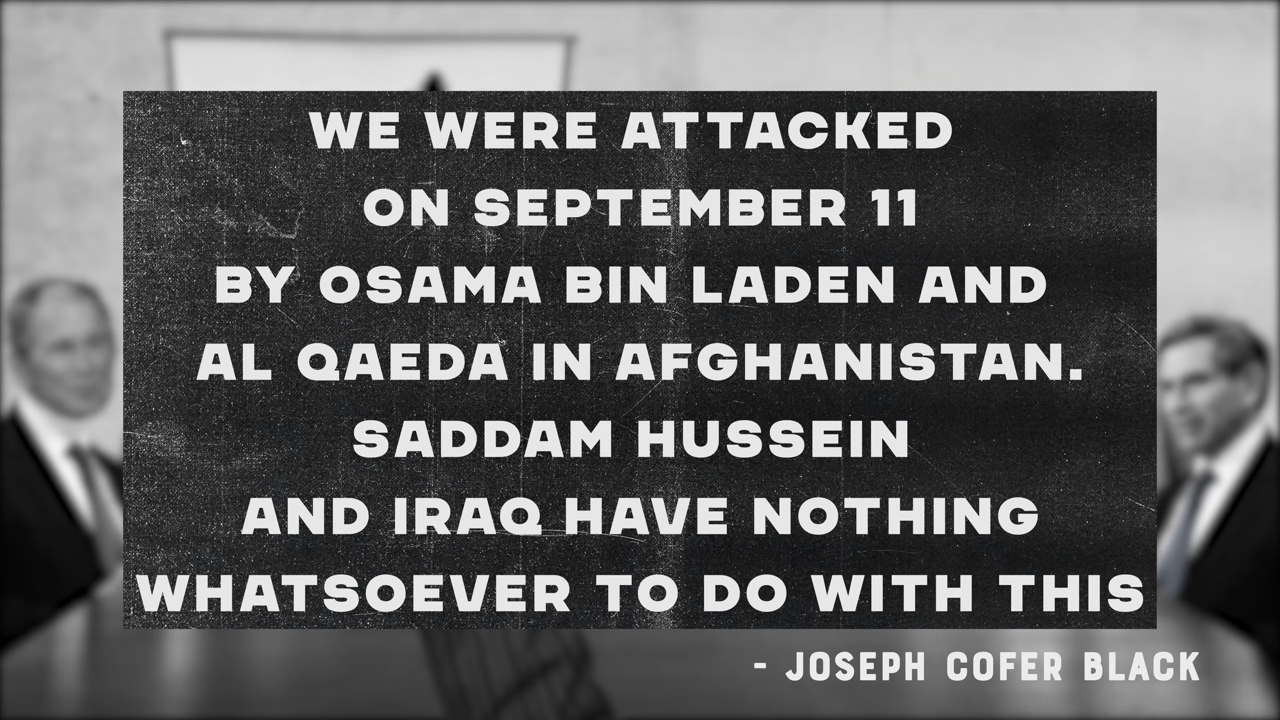 WE WERE ATTACKED
ON SEPTEMBER 11
BY OSAMA BIN LADEN AND
AL QAEDA IN AFGHANISTAN.
SADDAM HUSSEIN
AND IRAQ HAVE NOTHING
WHATSOEVER TO DO WITH THIS
- JOSEPH COFER BLACK